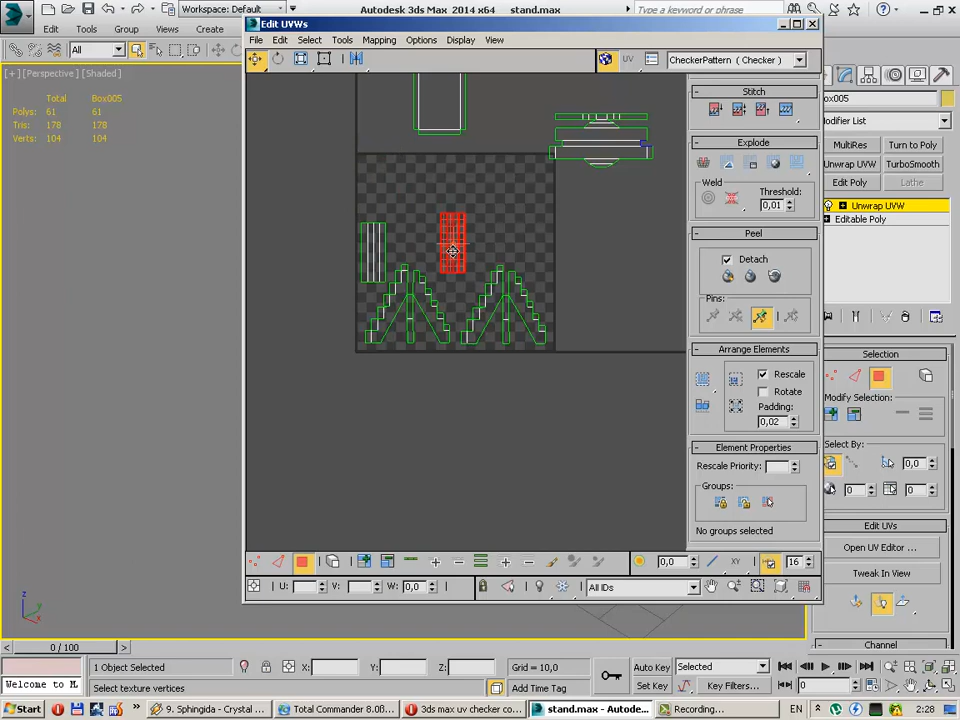 Edit UVWs
Autodesk 3ds Max 2014 x64 stand.max
Type a keyword or phrase
Workspace: Default
Edit Tools Group Views Create
All
File Edit Select Tools Mapping Options Display View
UV CheckerPattern ( Checker )
[+] [Perspective] [Shaded]
Total Box005
Polys: 61 61
Tris: 178 178
Verts: 104 104
Stitch
Explode
Weld
Threshold:
0,01
Peel
Detach
Pins:
Arrange Elements
Rescale
Rotate
Padding:
0,02
Element Properties
Rescale Priority:
Groups:
No groups selected
ox005
odifier List
MultiRes Turn to Poly
Unwrap UVW TurboSmooth
Edit Poly Lathe
Unwrap UVW
Editable Poly
Selection
Modify Selection:
Select By:
0,0
0 0
Edit UVs
Open UV Editor ...
Tweak In View
Channel
0,0 XY 16
U: V: W: 0,0
All IDs
z
x
0 / 100
1 Object Selected X: Y: Z: Grid = 10,0
Auto Key Selected
Welcome to M. Select texture vertices Add Time Tag
Set Key Key Filters... 0
Start 9. Sphingida - Crystal ... Total Commander 8.0... 3ds max uv checker co... stand.max - Autodes... Recording... EN 2:28